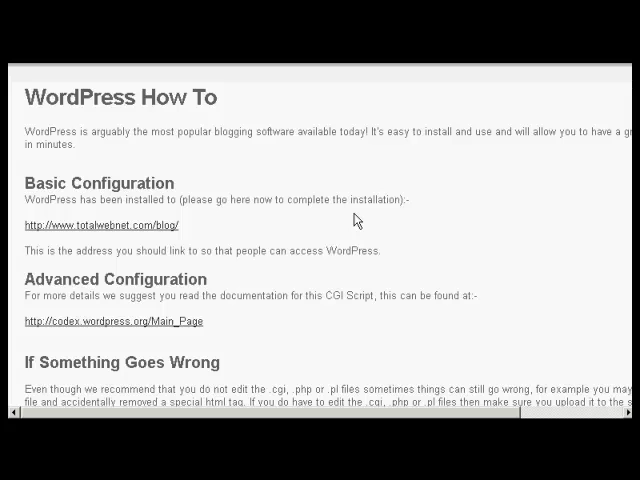 WordPress How To
WordPress is arguably the most popular blogging software available today! It's easy to install and use and will allow you to have a
in minutes.
Basic Configuration
WordPress has been installed to (please go here now to complete the installation):-
http://www.totalwebnet.com/blog/
This is the address you should link to so that people can access WordPress.
Advanced Configuration
For more details we suggest you read the documentation for this CGI Script, this can be found at:-
http://codex.wordpress.org/Main_Page
If Something Goes Wrong
Even though we recommend that you do not edit the .cgi, .php or .pl files sometimes things can still go wrong, for example you may
file and accidentally removed a special html tag. If you do have to edit the .cgi, .php or .pl files then make sure you upload it to the